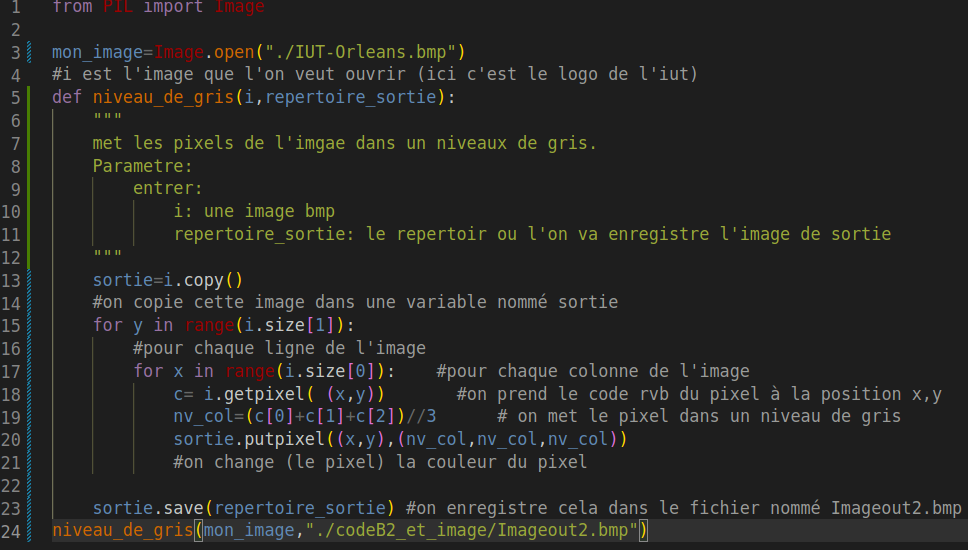 1 from PIL import Image
2
3 mon_image=Image.open("./IUT-Orleans.bmp")
4 #i est l'image que l'on veut ouvrir (ici c'est le logo de l'iut)
5 def niveau_de_gris(i,repertoire_sortie):
6     """
7     met les pixels de l'imgae dans un niveaux de gris.
8     Parametre:
9         entrer:
10             i: une image bmp
11             repertoire_sortie: le repertoir ou l'on va enregistre l'image de sortie
12     """
13     sortie=i.copy()
14     #on copie cette image dans une variable nommé sortie
15     for y in range(i.size[1]):
16         #pour chaque ligne de l'image
17         for x in range(i.size[0]):    #pour chaque colonne de l'image
18             c= i.getpixel( (x,y))       #on prend le code rvb du pixel à la position x,y
19             nv_col=(c[0]+c[1]+c[2])//3      # on met le pixel dans un niveau de gris
20             sortie.putpixel((x,y),(nv_col,nv_col,nv_col))
21             #on change (le pixel) la couleur du pixel
22
23     sortie.save(repertoire_sortie) #on enregistre cela dans le fichier nommé Imageout2.bmp
24 niveau_de_gris(mon_image,"./codeB2_et_image/Imageout2.bmp")